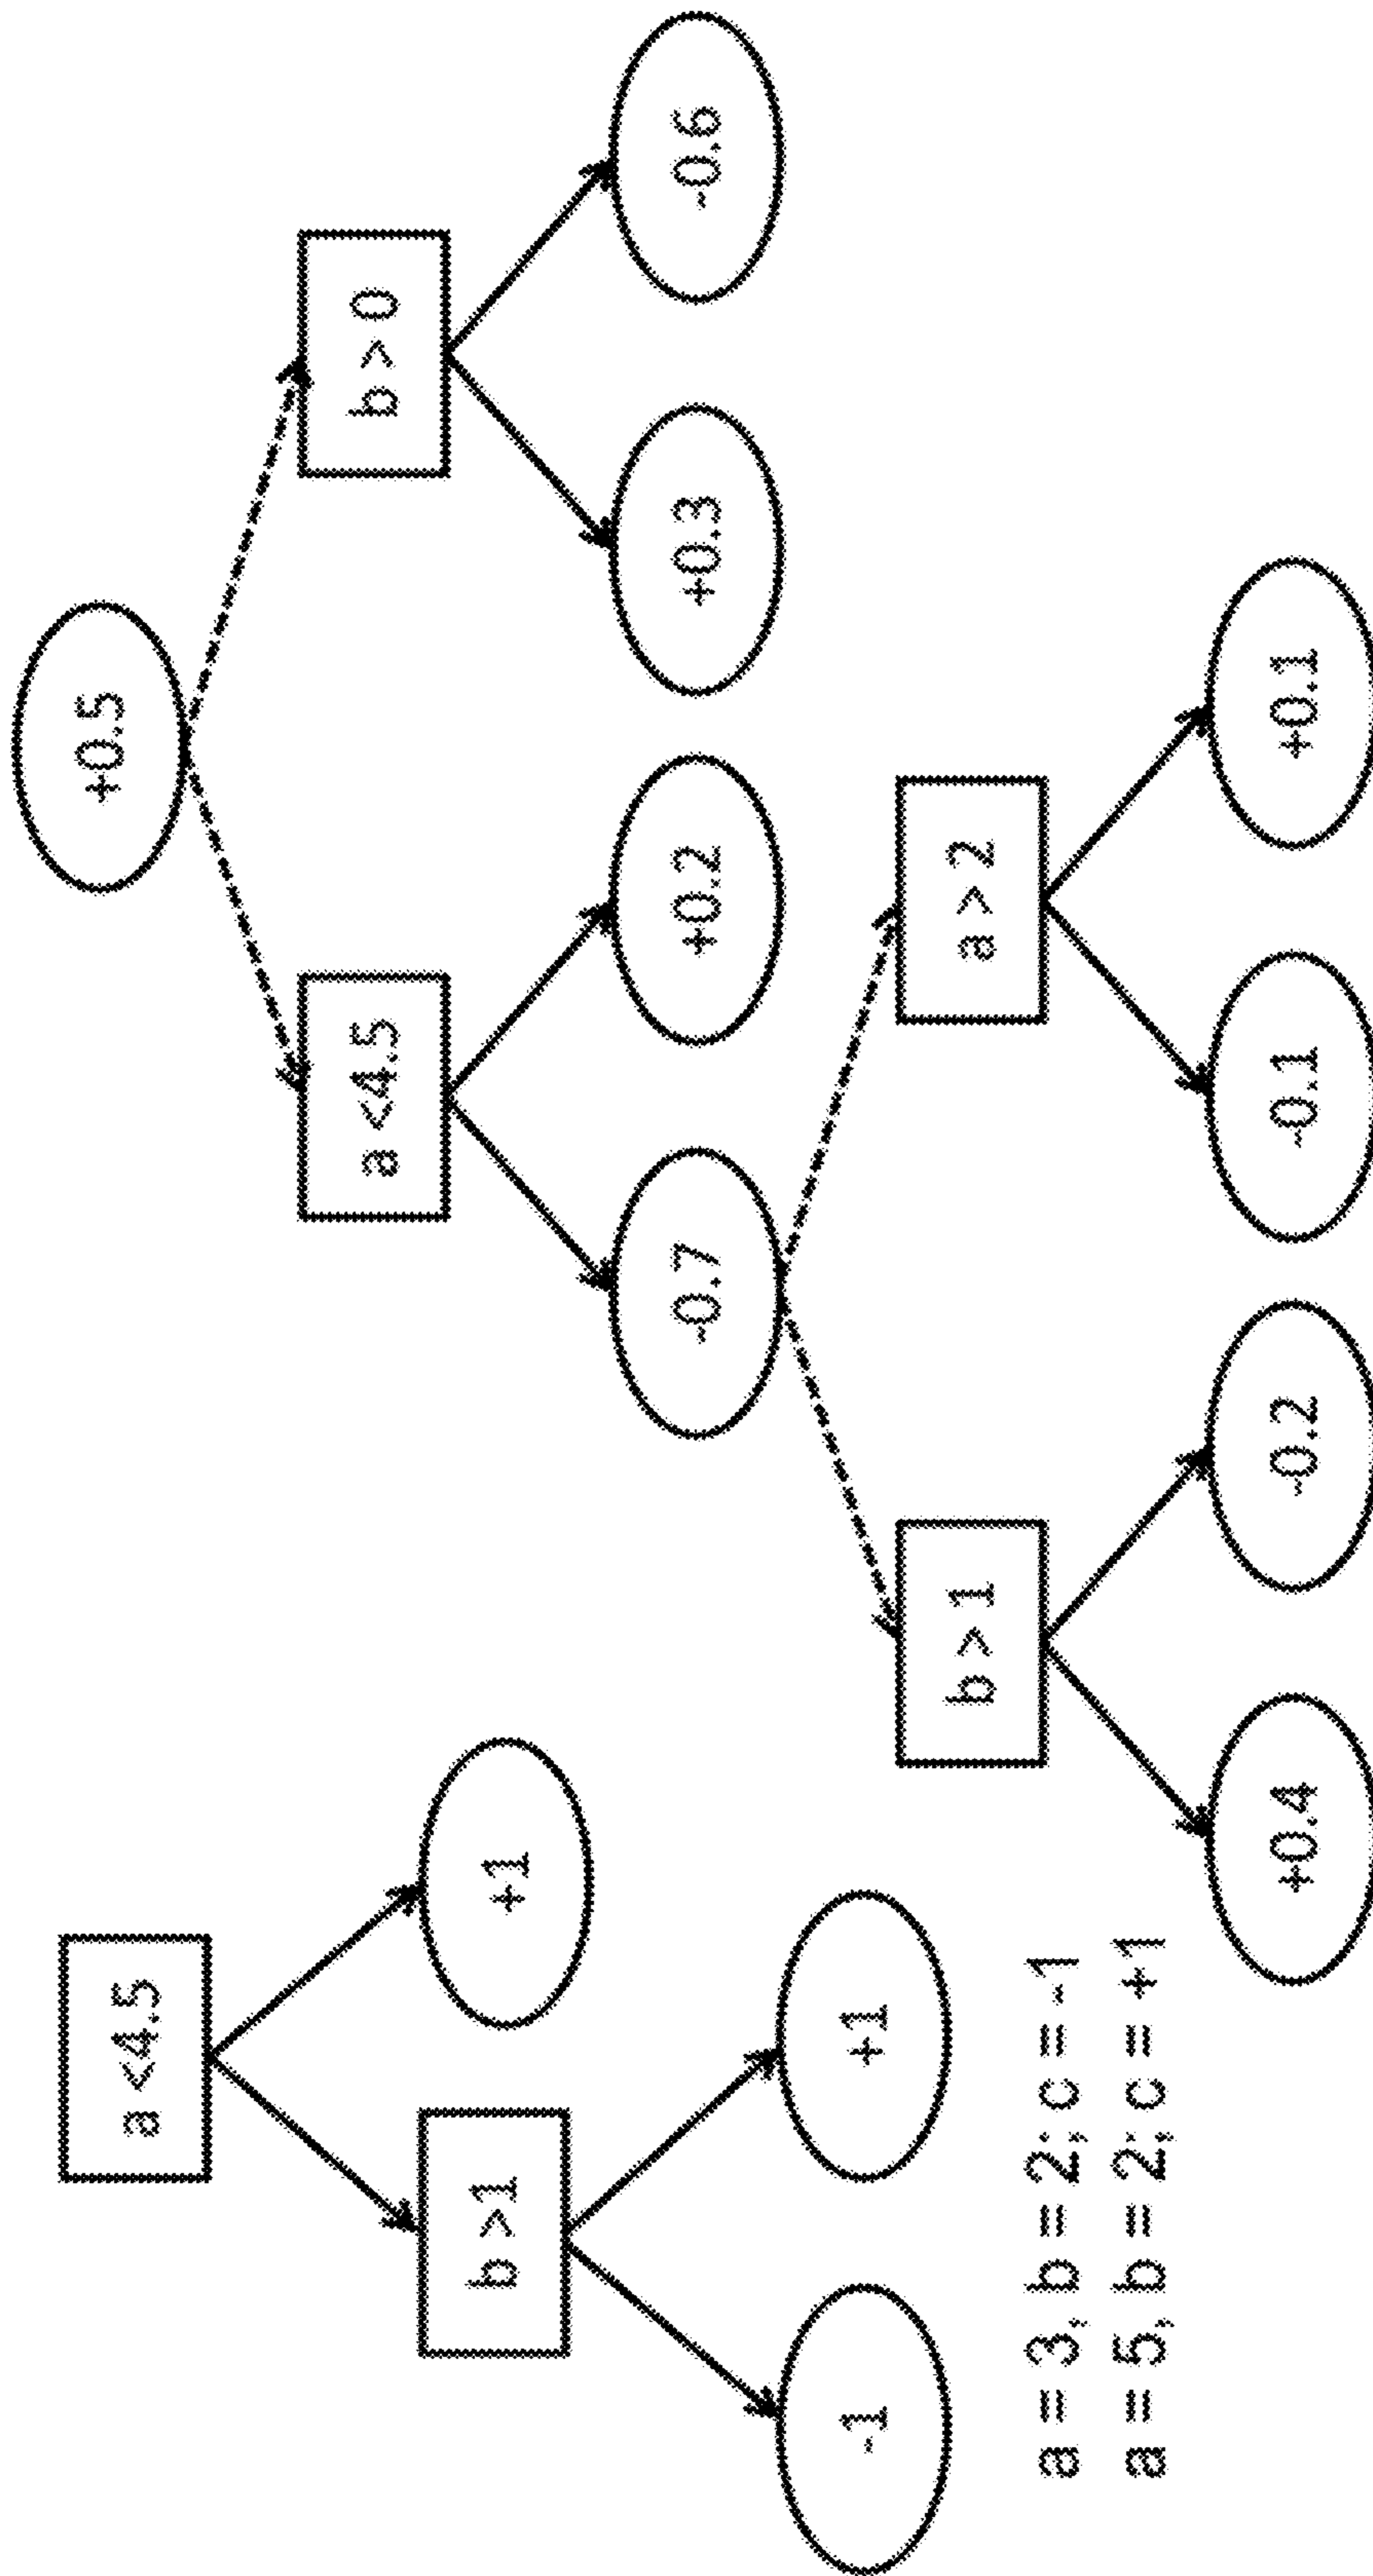 a <4.5
b >1
+1
-1
+1
a = 3, b = 2; c = -1
a = 5, b = 2; c = +1
+0.5
a <4.5
b > 0
-0.7
+0.2
+0.3
-0.6
b > 1
a > 2
+0.4
-0.2
-0.1
+0.1